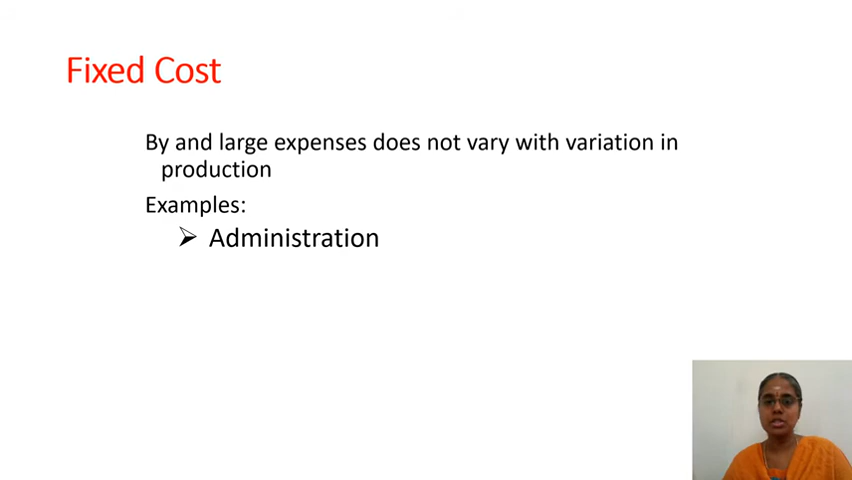 Fixed Cost
By and large expenses does not vary with variation in
production
Examples:
➢ Administration